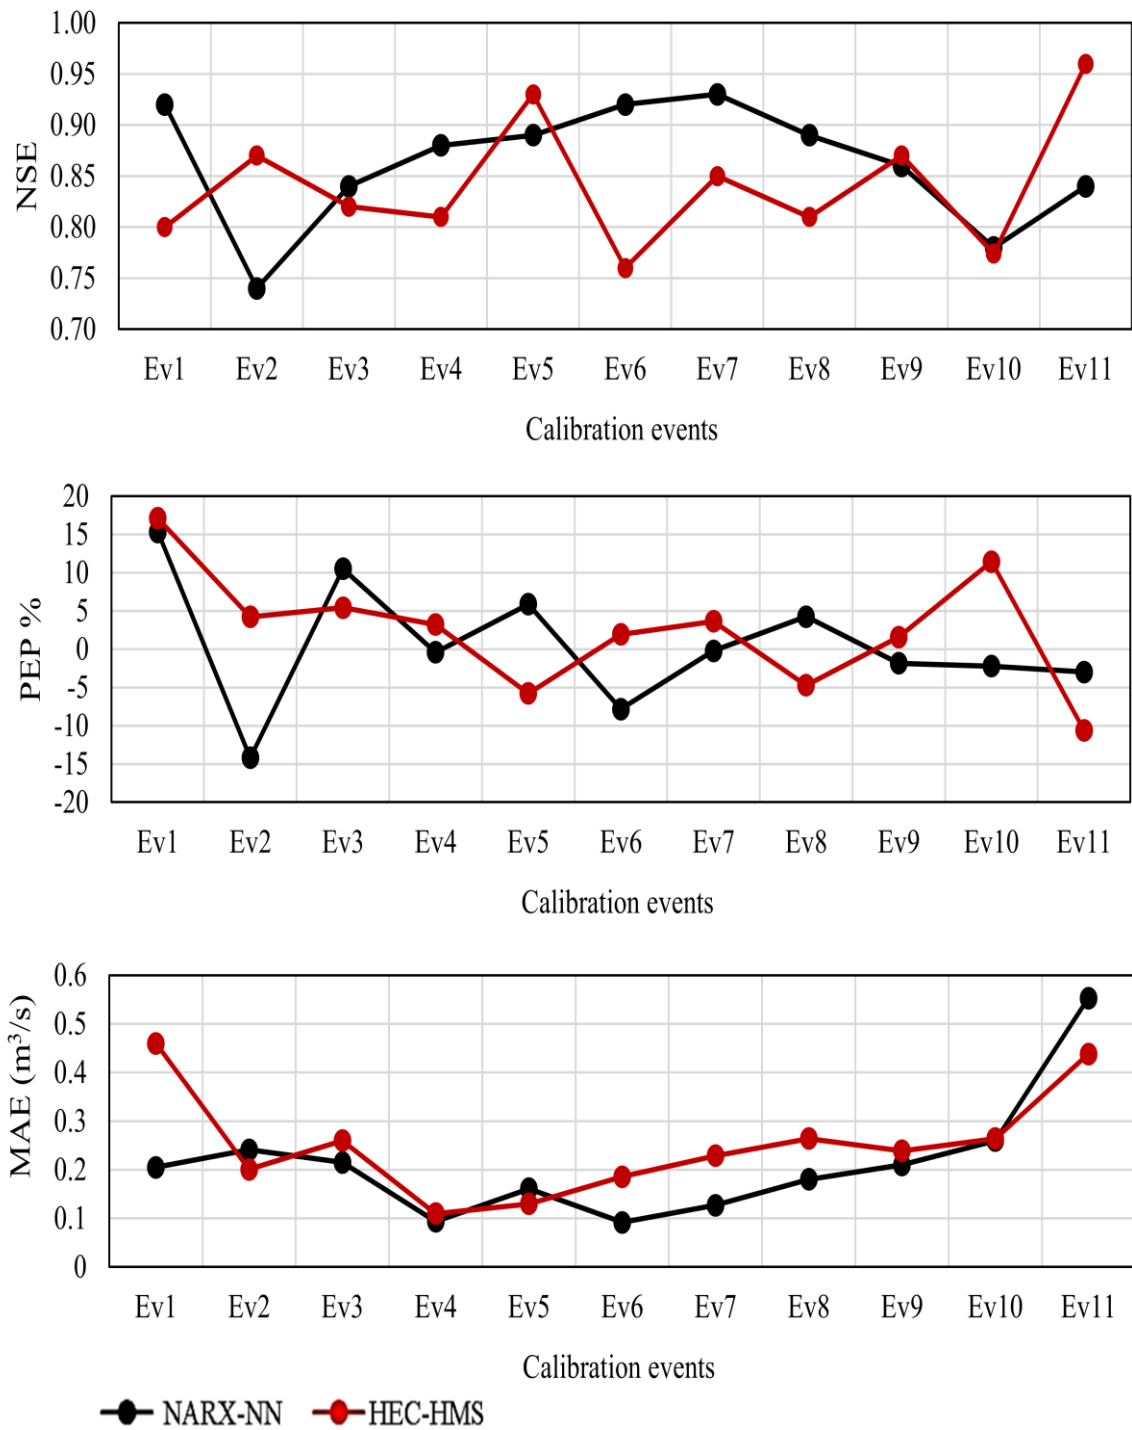 1.00
0.95
0.90
0.85
0.80
0.75
0.70
NSE
Ev1 Ev2 Ev3 Ev4 Ev5 Ev6 Ev7 Ev8 Ev9 Ev10 Ev11
Calibration events
20
15
10
5
0
-5
-10
-15
-20
PEP %
Ev1 Ev2 Ev3 Ev4 Ev5 Ev6 Ev7 Ev8 Ev9 Ev10 Ev11
Calibration events
0.6
0.5
0.4
0.3
0.2
0.1
0
MAE (m³/s)
Ev1 Ev2 Ev3 Ev4 Ev5 Ev6 Ev7 Ev8 Ev9 Ev10 Ev11
Calibration events
NARX-NN HEC-HMS